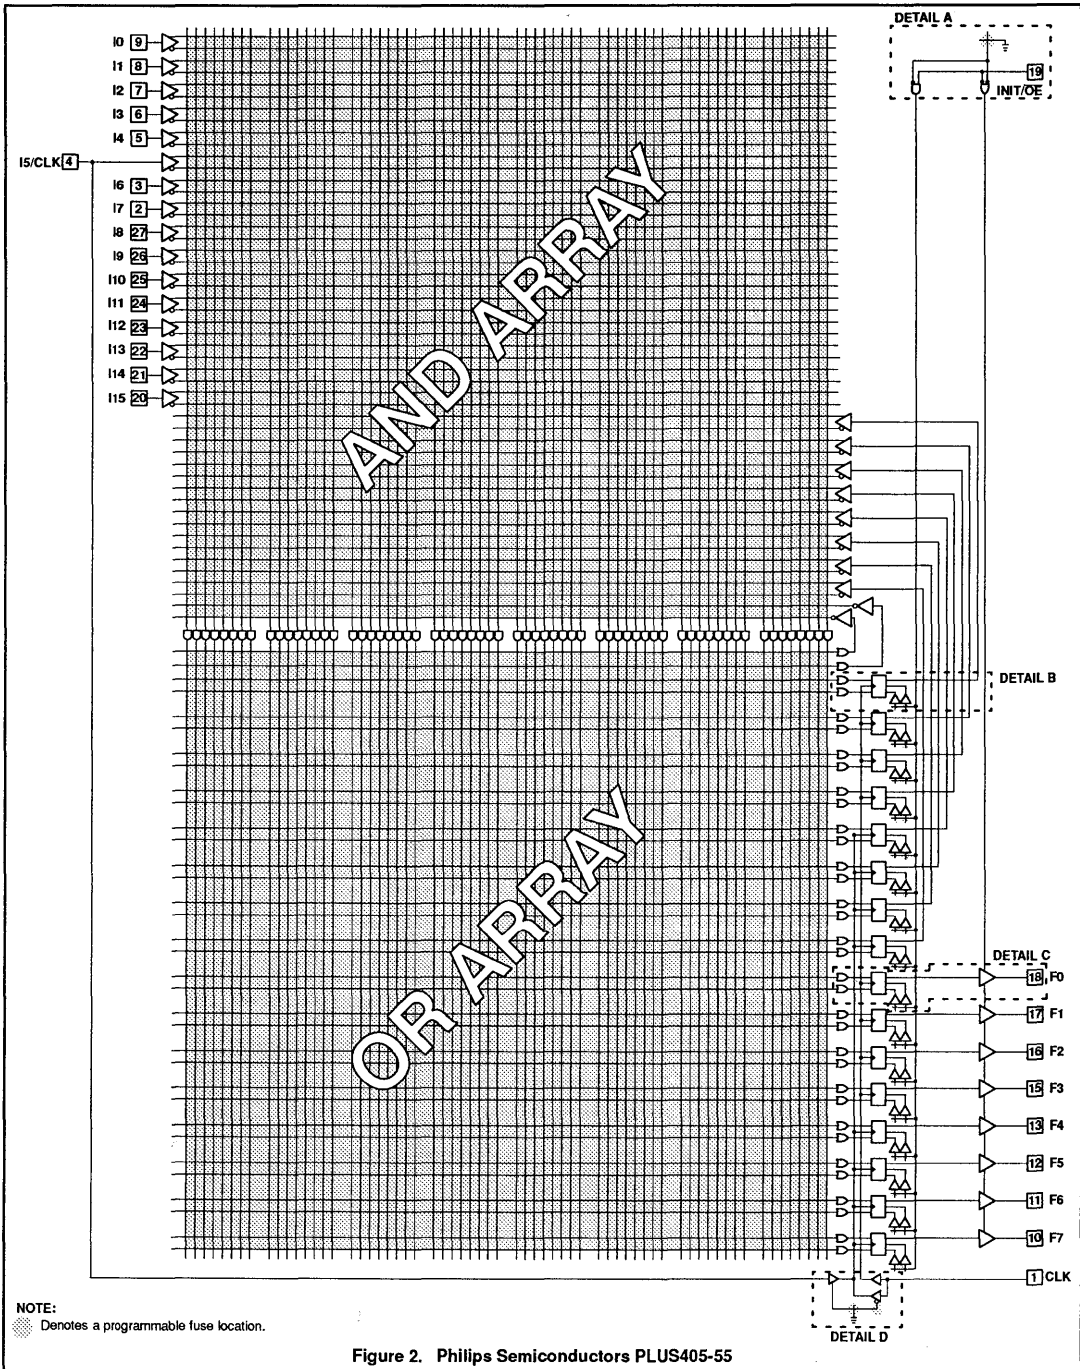 DETAIL A
I0 9
I1 8
I2 7
I3 6
I4 5
I5/CLK 4
I6 3
I7 2
I8 27
I9 26
I10 25
I11 24
I12 23
I13 22
I14 21
I15 20
19
INIT/O̅E̅
AND ARRAY
DETAIL B
OR ARRAY
DETAIL C
18 F0
17 F1
16 F2
15 F3
13 F4
12 F5
11 F6
10 F7
1 CLK
DETAIL D
NOTE:
Denotes a programmable fuse location.
Figure 2. Philips Semiconductors PLUS405-55